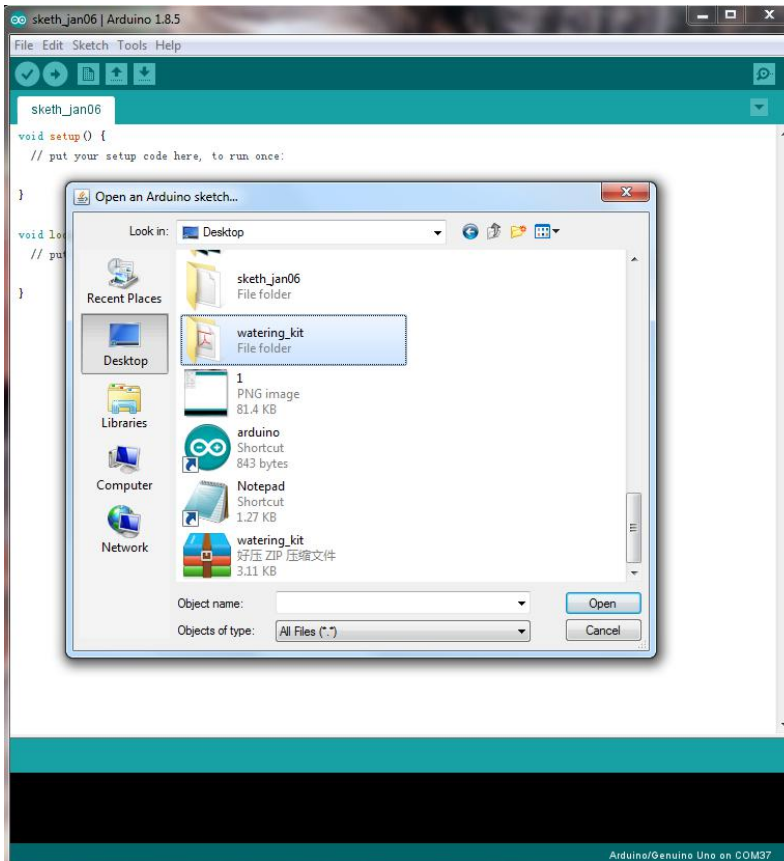 sketh_jan06 | Arduino 1.8.5
File Edit Sketch Tools Help
sketh_jan06
void setup() {
// put your setup code here, to run once:
}
Open an Arduino sketch...
Look in:
Desktop
void loo
// put
}
Recent Places
Desktop
Libraries
Computer
Network
sketh_jan06
File folder
watering_kit
File folder
1
PNG image
81.4 KB
arduino
Shortcut
843 bytes
Notepad
Shortcut
1.27 KB
watering_kit
好压 ZIP 压缩文件
3.11 KB
Object name:
Open
Objects of type:
All Files (*.*)
Cancel
Arduino/Genuino Uno on COM37